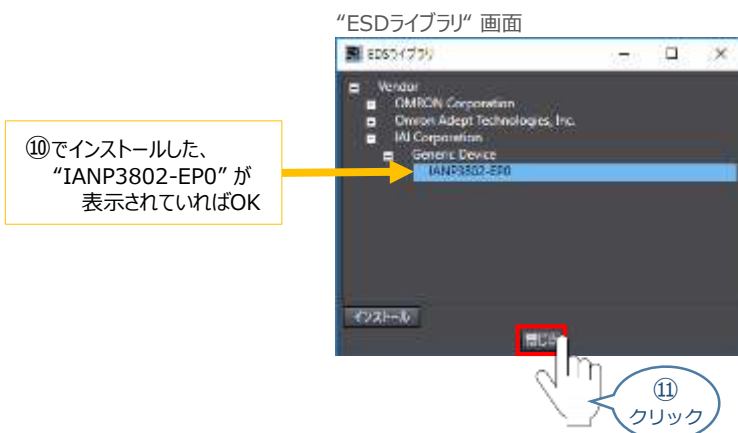 “ESDライブラリ“ 画面
EDSライブラリ
Vendor
OMRON Corporation
Omron Adept Technologies, Inc.
IAI Corporation
Generic Device
IANP3802-EP0
⑩でインストールした、
“IANP3802-EP0” が
表示されていればOK
インストール
⑪
クリック